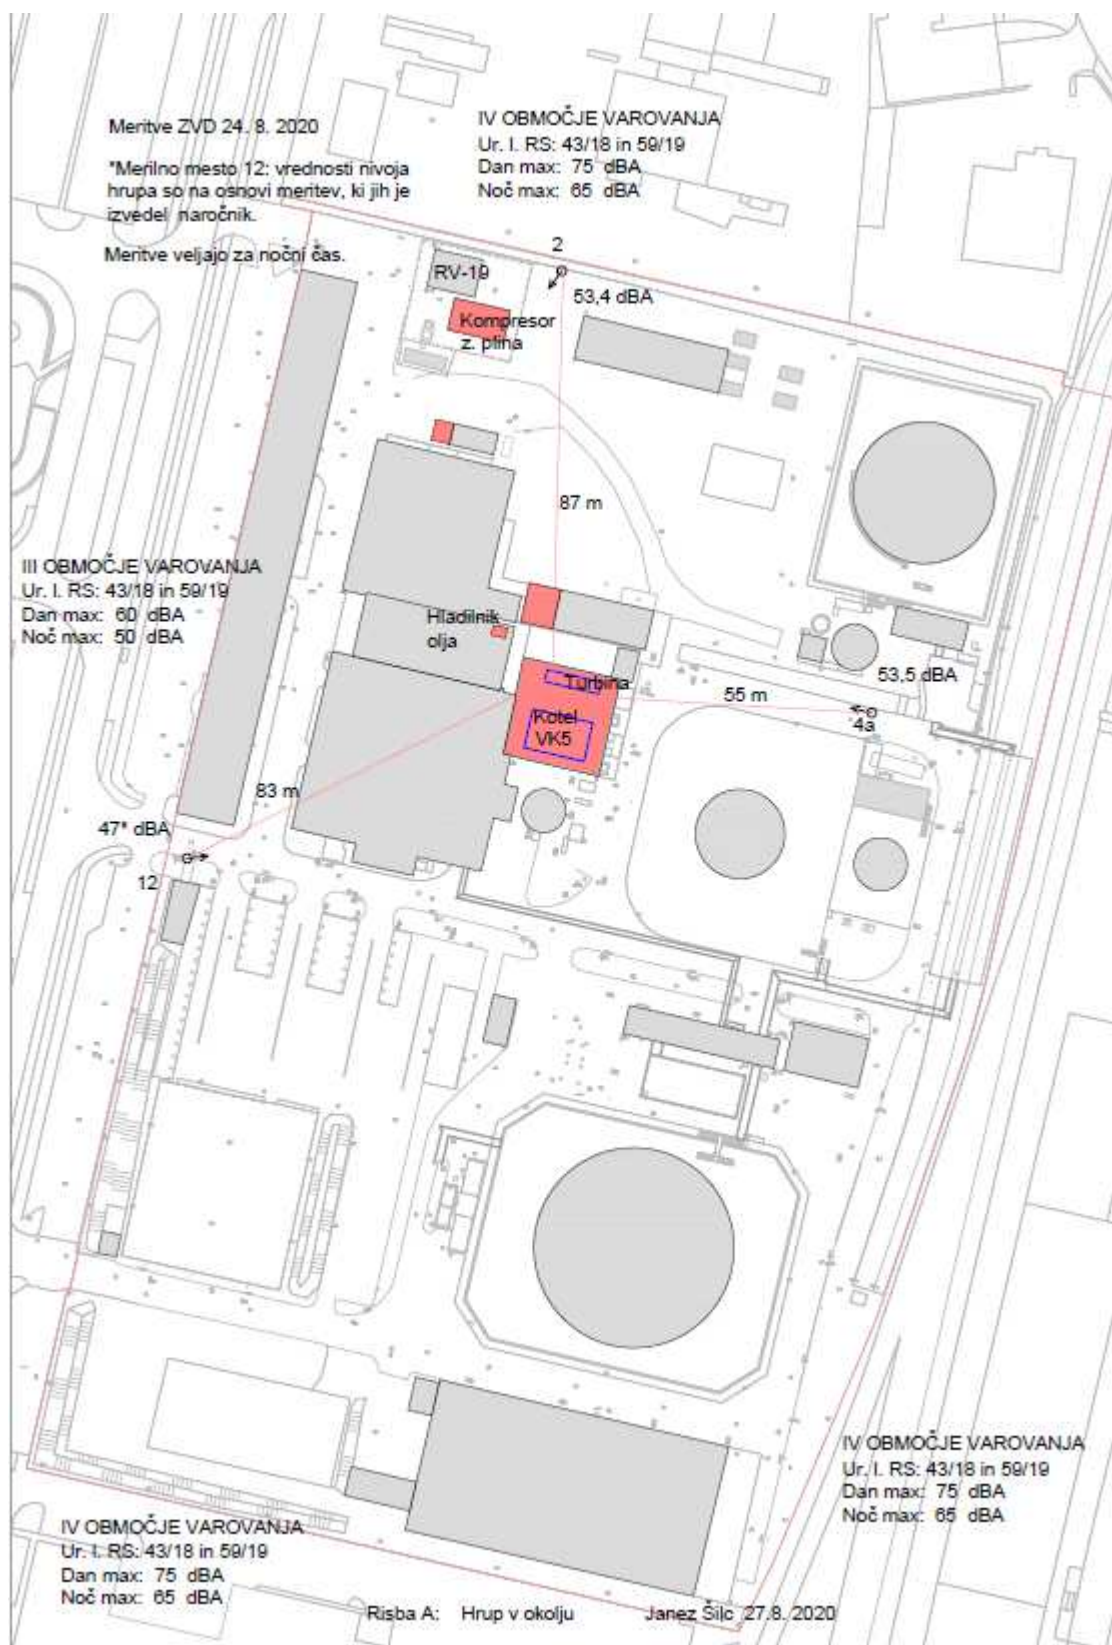 Meritve ZVD 24. 8. 2020
*Merilno mesto 12: vrednosti nivoja
hrupa so na osnovi meritev, ki jih je
izvedel naročnik.
Meritve veljajo za nočni čas.
IV OBMOČJE VAROVANJA
Ur. l. RS: 43/18 in 59/19
Dan max: 75 dBA
Noč max: 65 dBA
2
RV-19
53,4 dBA
Kompresor
z. plina
87 m
III OBMOČJE VAROVANJA
Ur. l. RS: 43/18 in 59/19
Dan max: 60 dBA
Noč max: 50 dBA
Hladilnik
olja
Turbina
53,5 dBA
55 m
4a
Kotel
VK5
83 m
47* dBA
12
IV OBMOČJE VAROVANJA
Ur. l. RS: 43/18 in 59/19
Dan max: 75 dBA
Noč max: 65 dBA
IV OBMOČJE VAROVANJA
Ur. l. RS: 43/18 in 59/19
Dan max: 75 dBA
Noč max: 65 dBA
Risba A: Hrup v okolju Janez Šilc 27.8. 2020